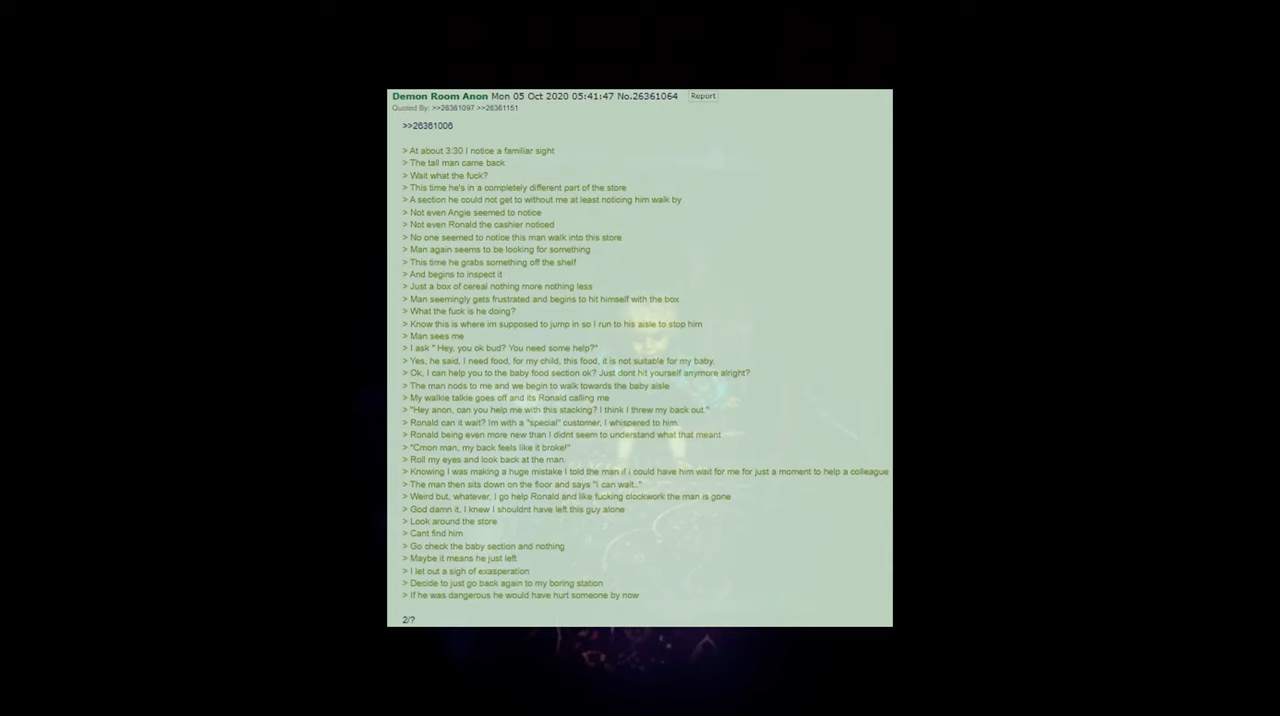 Demon Room Anon Mon 05 Oct 2020 05:41:47 No.26361064 Report
Quoted By: >>26361097 >>26361151
>>26361006
> At about 3:30 I notice a familiar sight
> The tall man came back
> Wait what the fuck?
> This time he's in a completely different part of the store
> A section he could not get to without me at least noticing him walk by
> Not even Angie seemed to notice
> Not even Ronald the cashier noticed
> No one seemed to notice this man walk into this store
> Man again seems to be looking for something
> This time he grabs something off the shelf
> And begins to inspect it
> Just a box of cereal nothing more nothing less
> Man seemingly gets frustrated and begins to hit himself with the box
> What the fuck is he doing?
> Know this is where im supposed to jump in so I run to his aisle to stop him
> Man sees me
> I ask " Hey, you ok bud? You need some help?"
> Yes, he said, I need food, for my child, this food, it is not suitable for my baby.
> Ok, I can help you to the baby food section ok? Just dont hit yourself anymore alright?
> The man nods to me and we begin to walk towards the baby aisle
> My walkie talkie goes off and its Ronald calling me
> "Hey anon, can you help me with this stacking? I think I threw my back out."
> Ronald can it wait? Im with a "special" customer, I whispered to him.
> Ronald being even more new than I didnt seem to understand what that meant
> "Cmon man, my back feels like it broke!"
> Roll my eyes and look back at the man.
> Knowing I was making a huge mistake I told the man if i could have him wait for me for just a moment to help a colleague
> The man then sits down on the floor and says "I can wait.."
> Weird but, whatever, I go help Ronald and like fucking clockwork the man is gone
> God damn it, I knew I shouldnt have left this guy alone
> Look around the store
> Cant find him
> Go check the baby section and nothing
> Maybe it means he just left
> I let out a sigh of exasperation
> Decide to just go back again to my boring station
> If he was dangerous he would have hurt someone by now
2/?